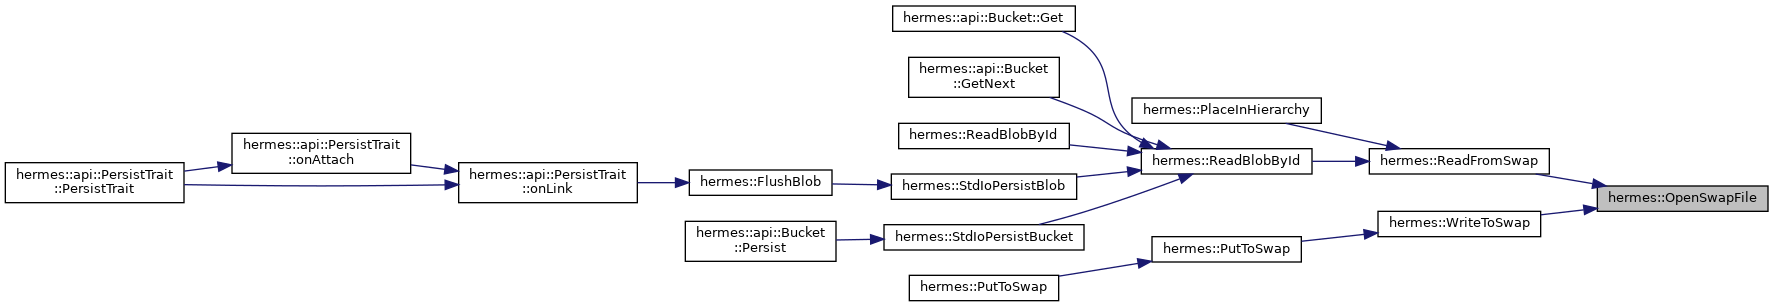 hermes::api::Bucket::Get
hermes::api::Bucket
::GetNext
hermes::PlaceInHierarchy
hermes::ReadBlobById
hermes::api::PersistTrait
::onAttach
hermes::ReadBlobById
hermes::ReadFromSwap
hermes::api::PersistTrait
::PersistTrait
hermes::api::PersistTrait
::onLink
hermes::FlushBlob
hermes::StdIoPersistBlob
hermes::OpenSwapFile
hermes::WriteToSwap
hermes::api::Bucket
::Persist
hermes::StdIoPersistBucket
hermes::PutToSwap
hermes::PutToSwap